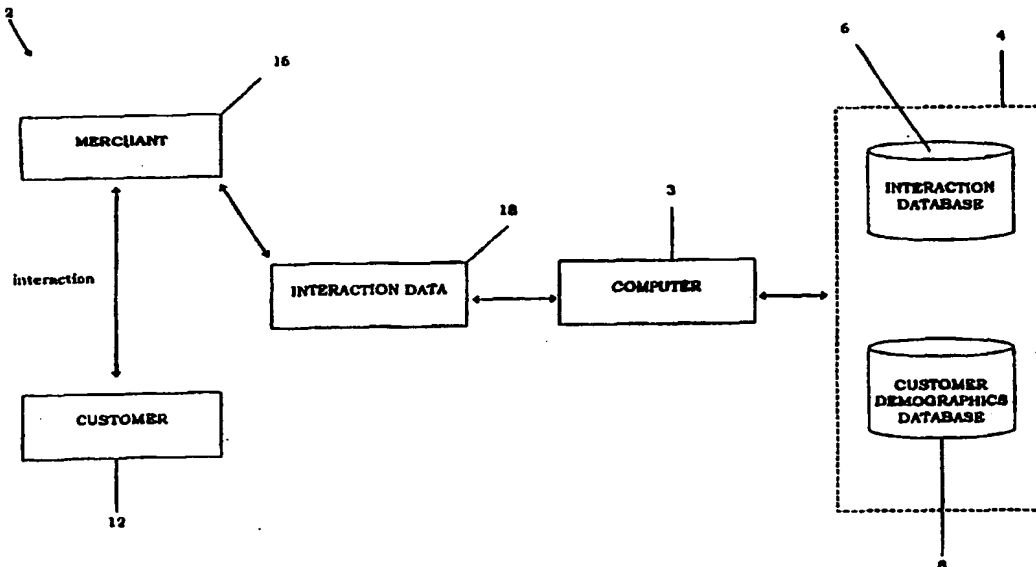 2
16
6
4
MERCHANT
3
INTERACTION
DATABASE
18
interaction
INTERACTION DATA
COMPUTER
CUSTOMER
DEMOGRAPHICS
DATABASE
CUSTOMER
12
8